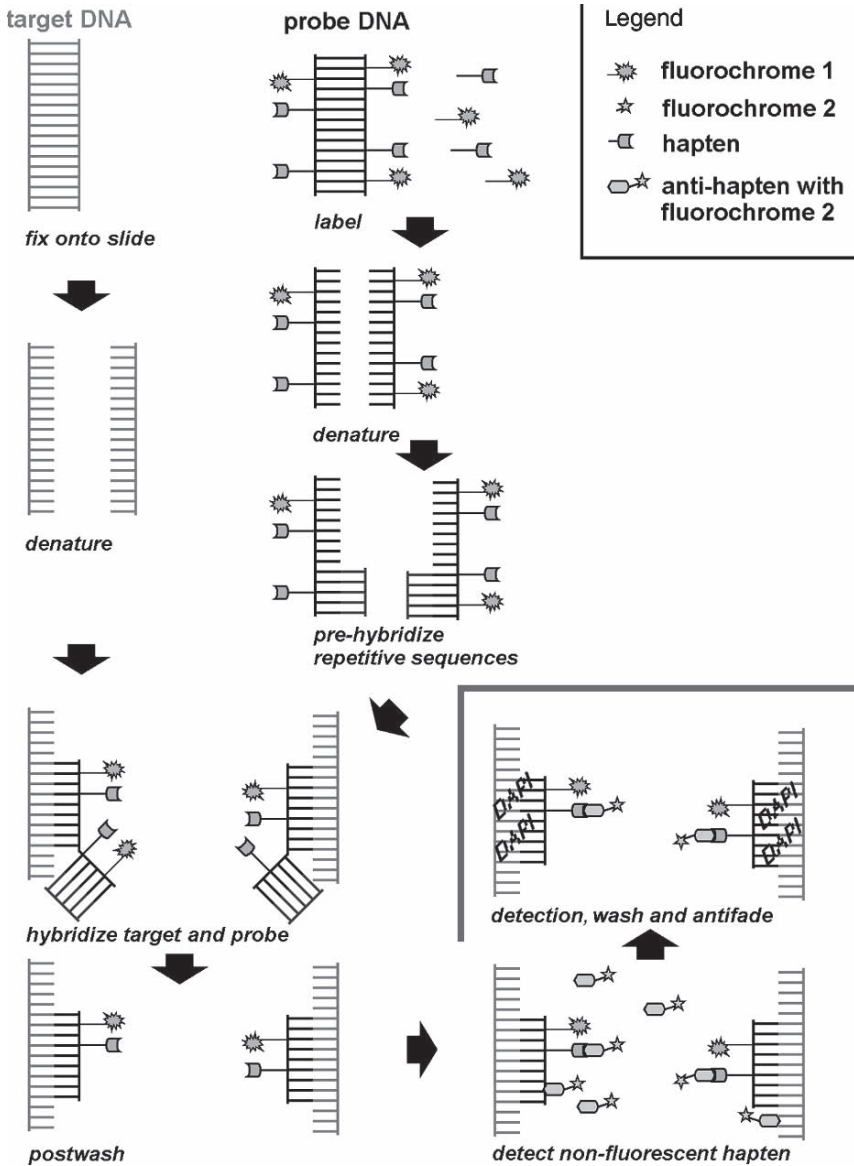 target DNA
probe DNA
Legend
fluorochrome 1
fluorochrome 2
hapten
anti-hapten with
fluorochrome 2
fix onto slide
label
denature
denature
pre-hybridize
repetitive sequences
hybridize target and probe
DAPI
DAPI
DAPI
DAPI
detection, wash and antifade
postwash
detect non-fluorescent hapten